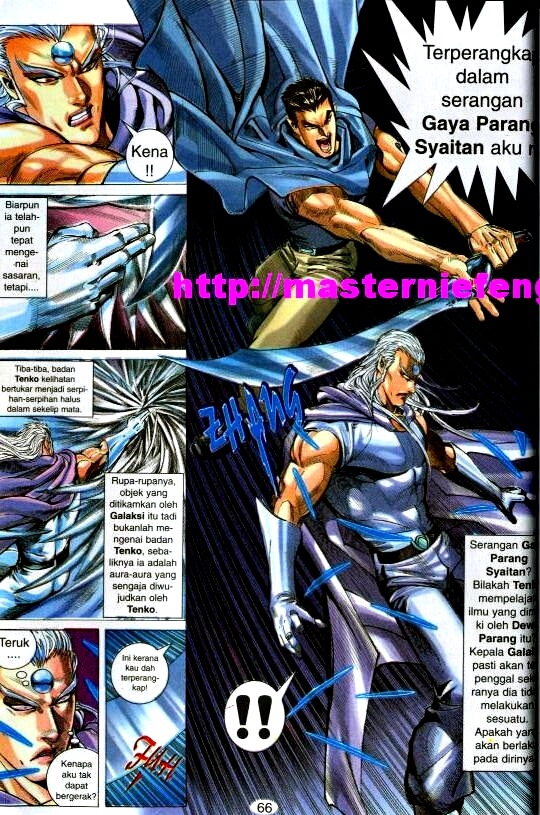 Kena
!!
Biarpun
ia telah-
pun
tepat
menge-
nai
sasaran,
tetapi....
Tiba-tiba, badan
Tenko kelihatan
bertukar menjadi serpi-
han-serpihan halus
dalam sekelip mata.
Rupa-rupanya,
objek yang
ditikamkan oleh
Galaksi itu tadi
bukanlah me-
ngenai badan
Tenko, seba-
liknya ia adalah
aura-aura yang
sengaja diwu-
judkan oleh
Tenko.
Teruk
....
Kenapa
aku tak
dapat
bergerak?
Ini kerana
kau dah
terperang-
kap!
Terperangka
dalam
serangan
Gaya Parang
Syaitan aku
http://masterniefeng
ZHANG
!!
Serangan
Parang
Syaitan?
Bilakah
mempelaja
ilmu yang
ki oleh
Parang itu
Kepala
pasti akan
penggal
ranya dia
melakukan
sesuatu.
Apakah
akan
pada dirinya
66